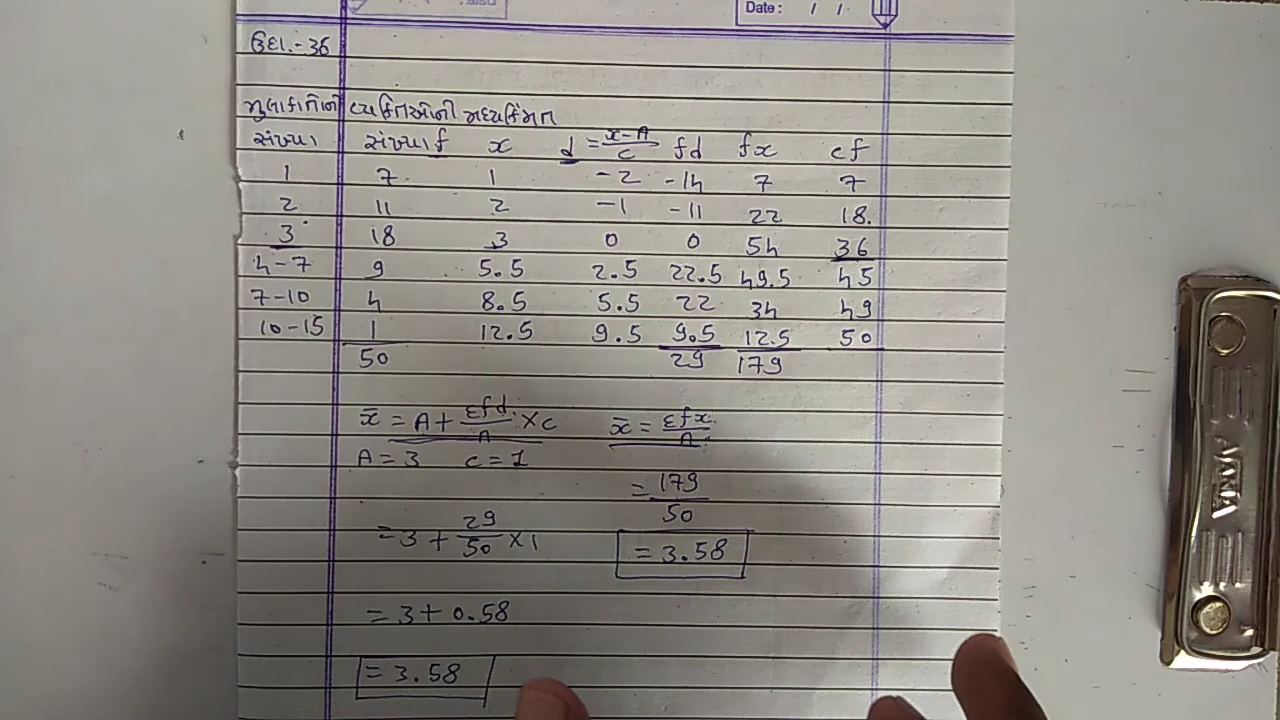 Date : / /
ઉદા.-36
મુલાકાતોની વ્યક્તિઓની મધ્યકિંમત
સંખ્યા સંખ્યા f x d = x-A/c fd fx cf
1 7 1 -2 -14 7 7
2 11 2 -1 -11 22 18.
3 18 3 0 0 54 36
4-7 9 5.5 2.5 22.5 49.5 45
7-10 4 8.5 5.5 22 34 49
10-15 1 12.5 9.5 9.5 12.5 50
50 29 179
x̄ = A + Σfd/n × c x̄ = Σfx/n
A = 3 c = 1
= 179/50
= 3 + 29/50 × 1
= 3.58
= 3 + 0.58
= 3.58
AJANTA